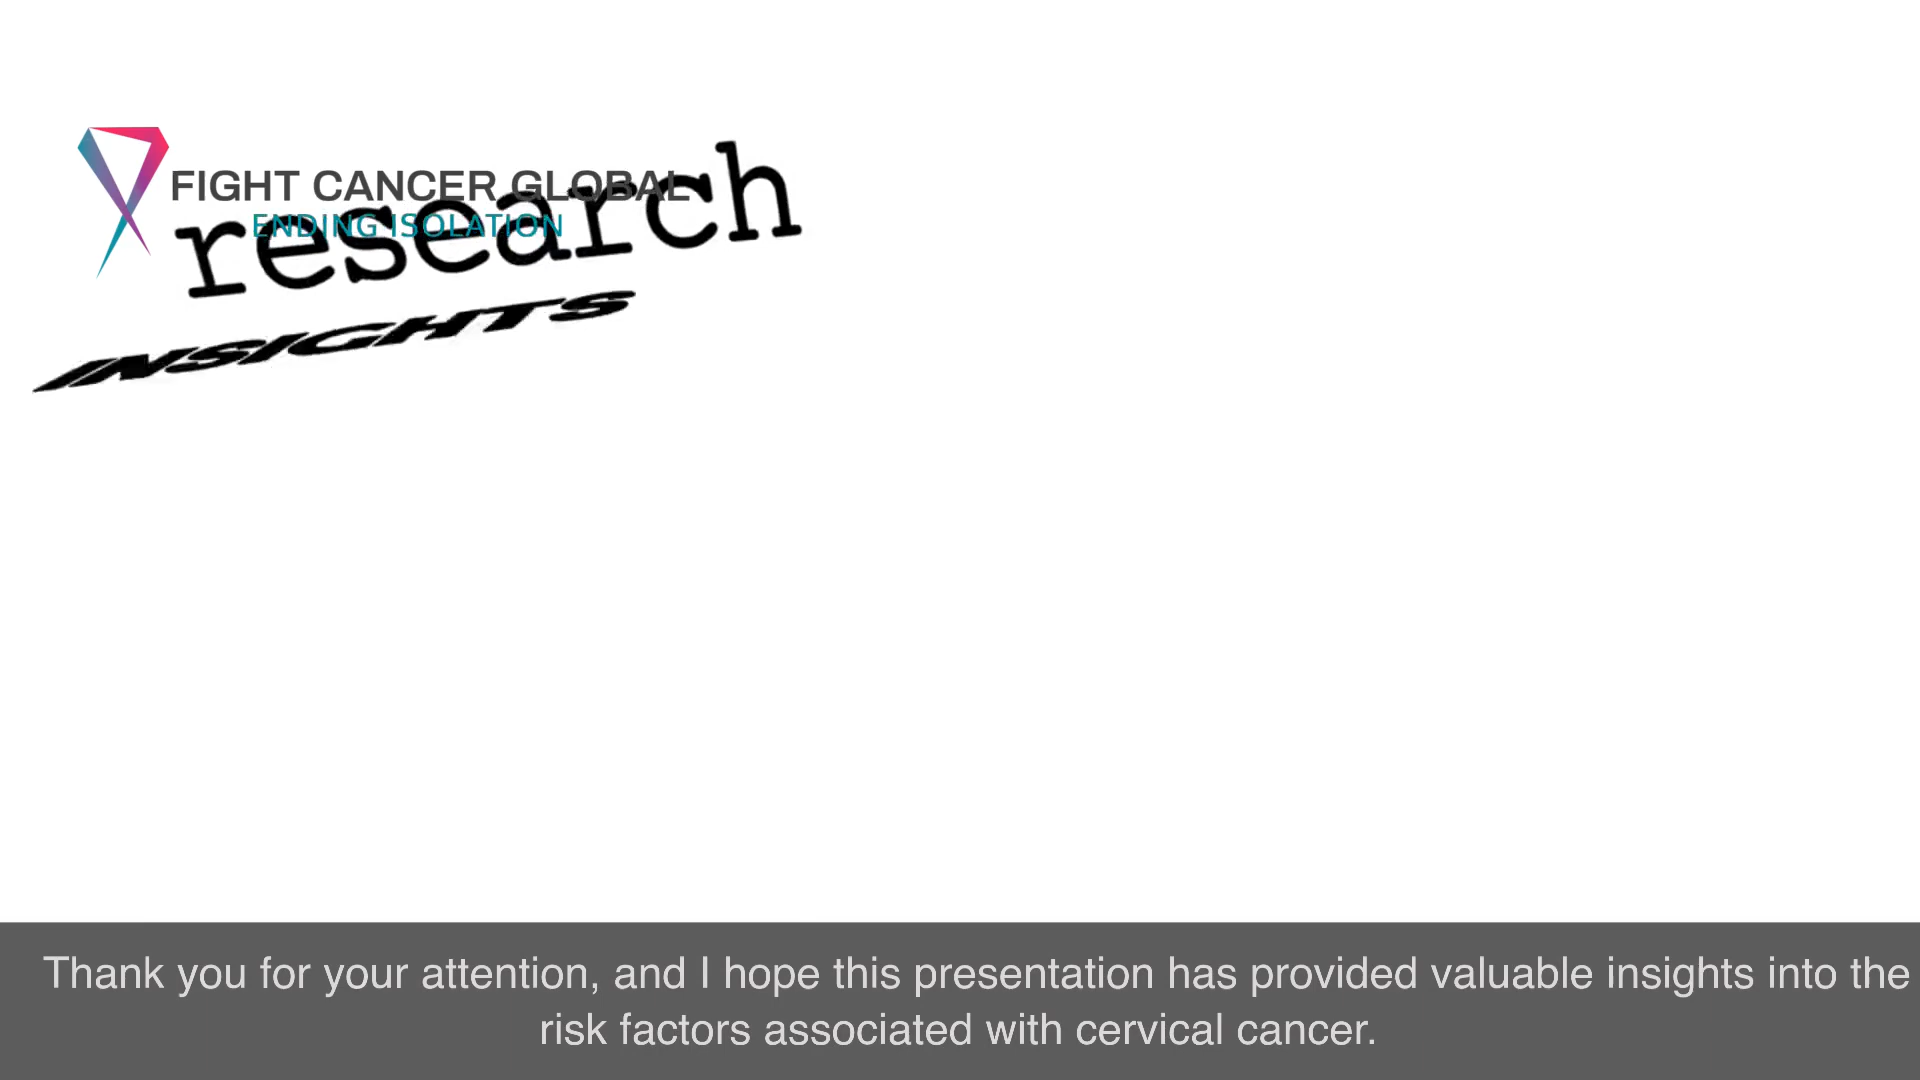 FIGHT CANCER GLOBAL
ENDING ISOLATION
research
INSIGHTS
Thank you for your attention, and I hope this presentation has provided valuable insights into the
risk factors associated with cervical cancer.